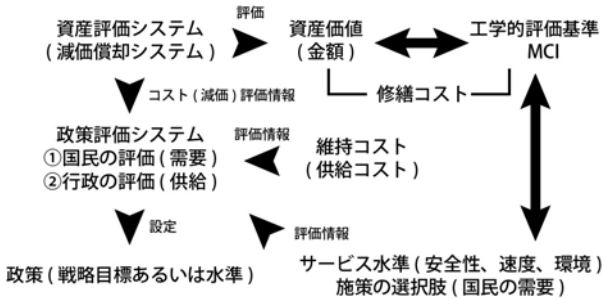 資産評価システム
(減価償却システム)
評価
資産価値
(金額)
工学的評価基準
MCI
修繕コスト
コスト(減価)評価情報
政策評価システム
①国民の評価(需要)
②行政の評価(供給)
評価情報
維持コスト
(供給コスト)
設定
評価情報
政策(戦略目標あるいは水準)
サービス水準(安全性、速度、環境)
施策の選択肢(国民の需要)